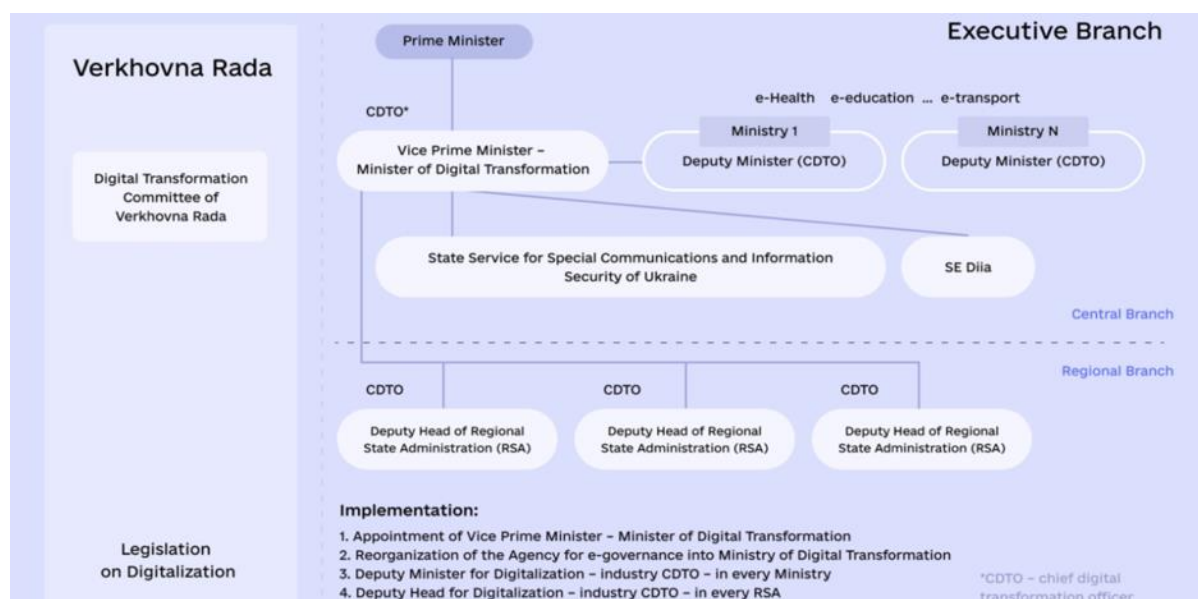 Verkhovna Rada
Digital Transformation
Committee of
Verkhovna Rada
Legislation
on Digitalization
Executive Branch
Prime Minister
CDTO*
Vice Prime Minister –
Minister of Digital Transformation
e-Health e-education ... e-transport
Ministry 1
Deputy Minister (CDTO)
Ministry N
Deputy Minister (CDTO)
State Service for Special Communications and Information
Security of Ukraine
SE Diia
Central Branch
Regional Branch
CDTO
Deputy Head of Regional
State Administration (RSA)
CDTO
Deputy Head of Regional
State Administration (RSA)
CDTO
Deputy Head of Regional
State Administration (RSA)
Implementation:
1. Appointment of Vice Prime Minister – Minister of Digital Transformation
2. Reorganization of the Agency for e-governance into Ministry of Digital Transformation
3. Deputy Minister for Digitalization – industry CDTO – in every Ministry
4. Deputy Head for Digitalization – industry CDTO – in every RSA
*CDTO – chief digital
transformation officer